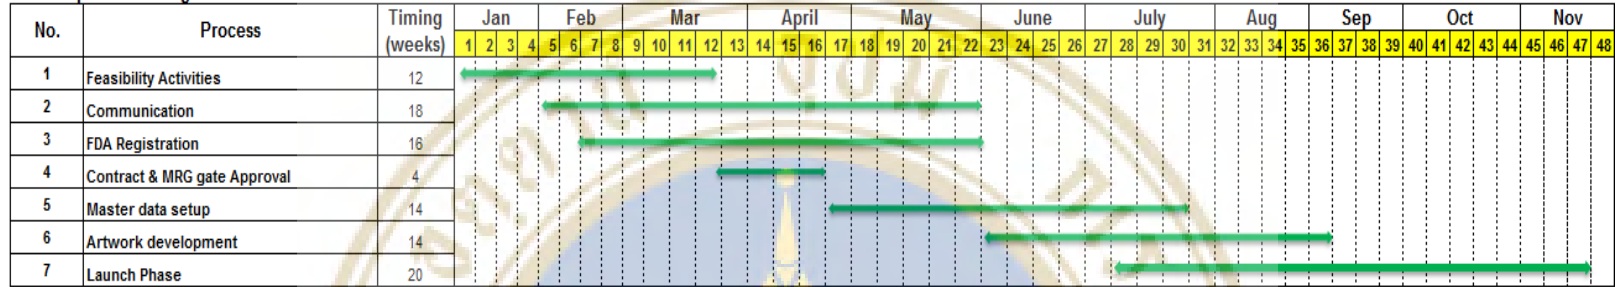 No. Process Timing (weeks) Jan Feb Mar April May June July Aug Sep Oct Nov
1 2 3 4 5 6 7 8 9 10 11 12 13 14 15 16 17 18 19 20 21 22 23 24 25 26 27 28 29 30 31 32 33 34 35 36 37 38 39 40 41 42 43 44 45 46 47 48
1 Feasibility Activities 12
2 Communication 18
3 FDA Registration 16
4 Contract & MRG gate Approval 4
5 Master data setup 14
6 Artwork development 14
7 Launch Phase 20